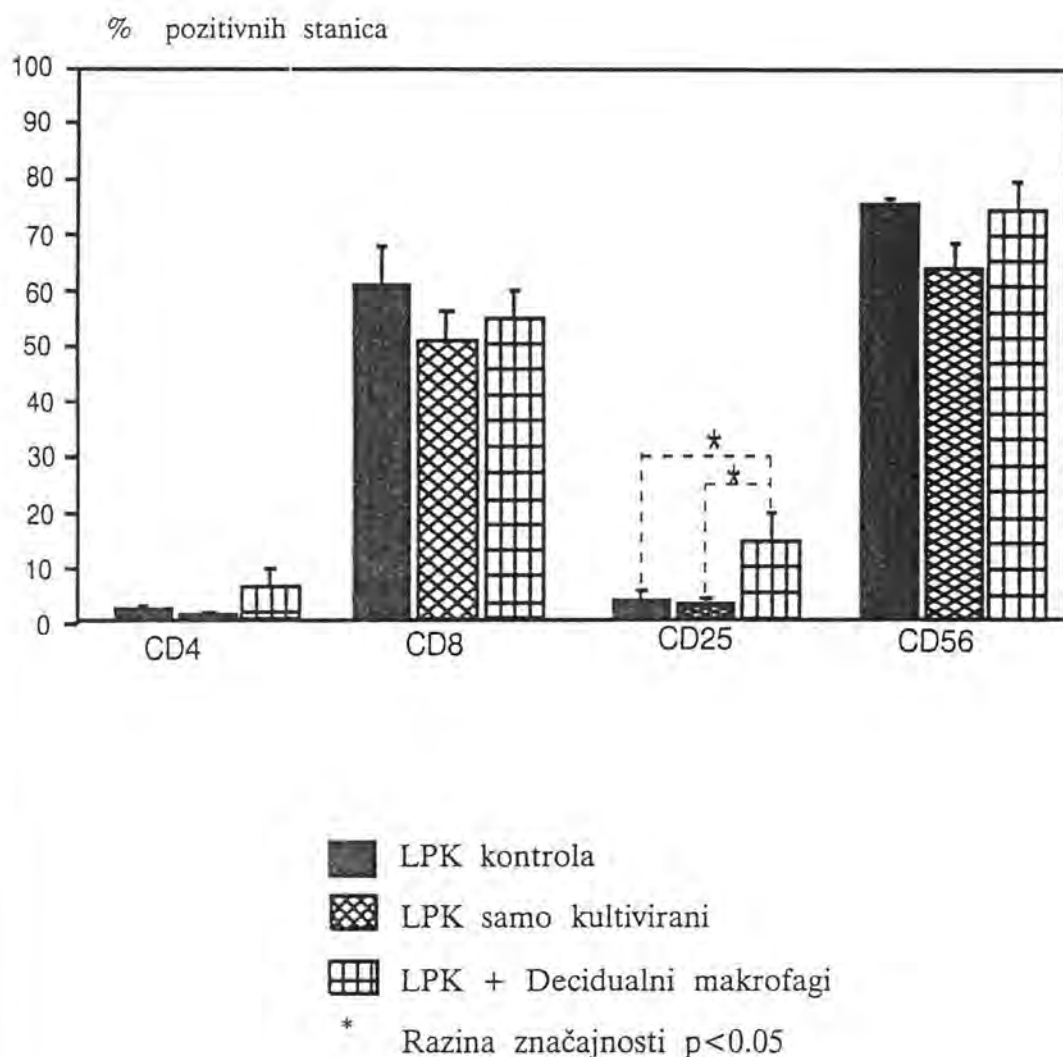 % pozitivnih stanica
100
90
80
70
60
50
40
30
20
10
0
* 
*
CD4 CD8 CD25 CD56
LPK kontrola
LPK samo kultivirani
LPK + Decidualni makrofagi
* Razina značajnosti p<0.05